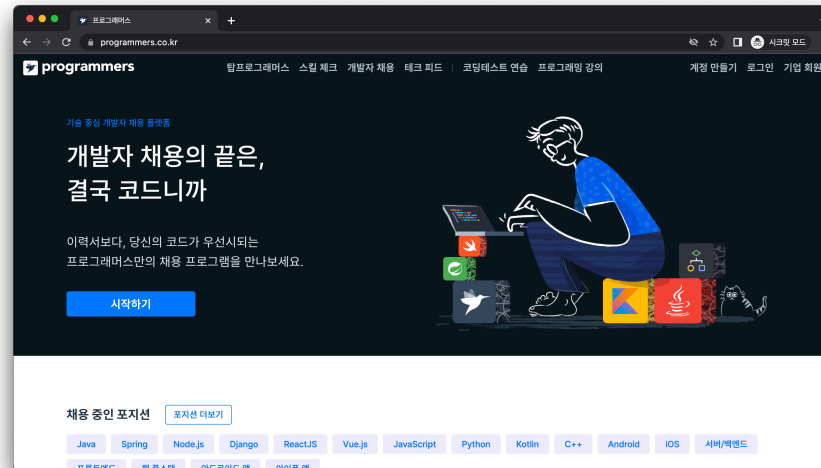 프로그래머스
programmers.co.kr
시크릿 모드
programmers
탑프로그래머스 스킬 체크 개발자 채용 테크 피드 코딩테스트 연습 프로그래밍 강의
계정 만들기 로그인 기업 회원
기술 중심 개발자 채용 플랫폼
개발자 채용의 끝은,
결국 코드니까
이력서보다, 당신의 코드가 우선시되는
프로그래머스만의 채용 프로그램을 만나보세요.
시작하기
채용 중인 포지션 포지션 더보기
Java Spring Node.js Django ReactJS Vue.js JavaScript Python Kotlin C++ Android iOS 서버/백엔드